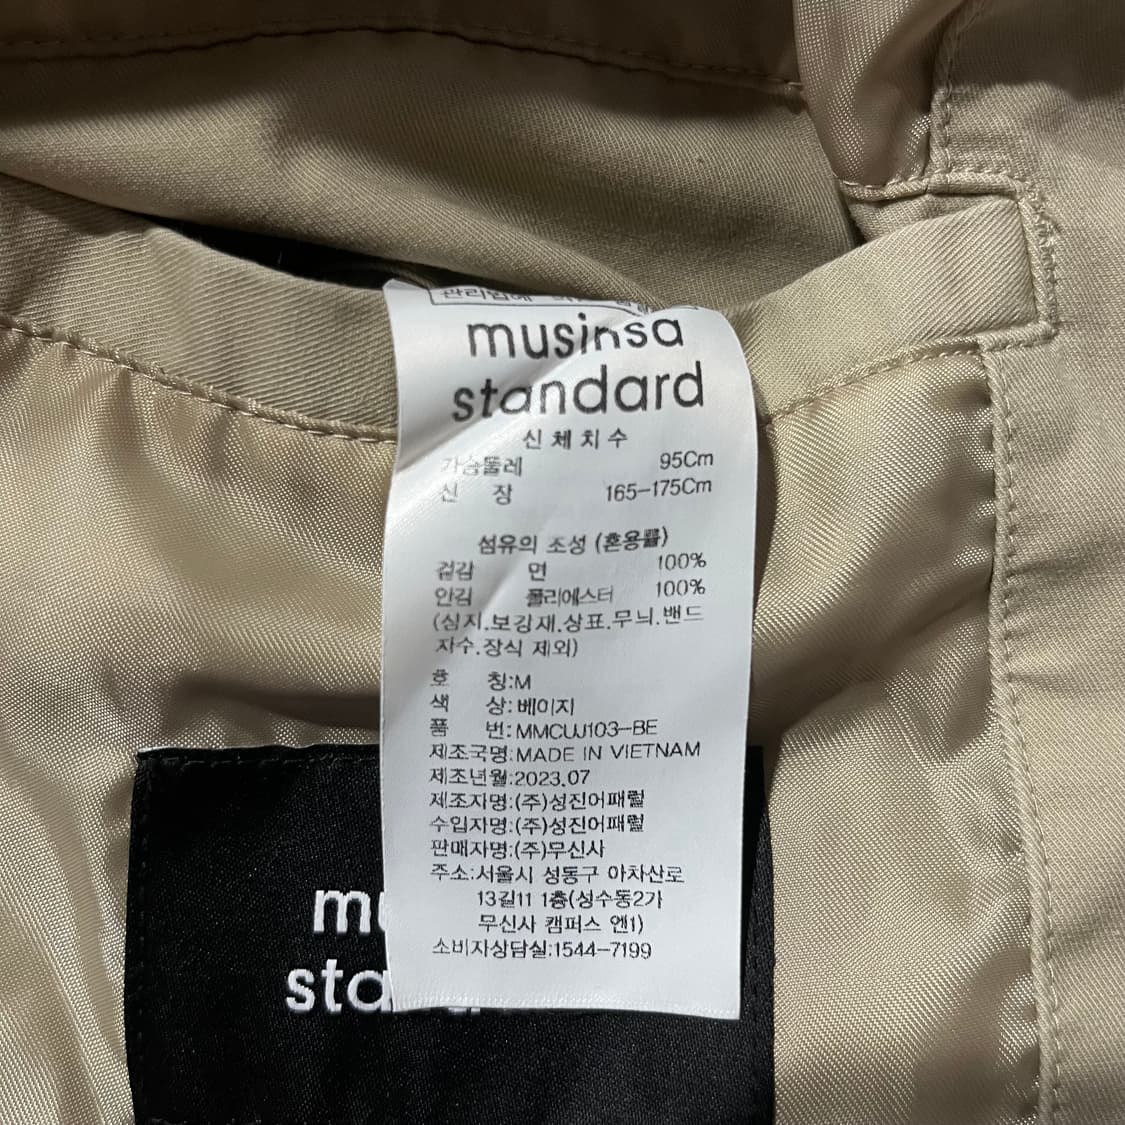 musinsa
standard
신체치수
가슴둘레 95Cm
신 장 165-175Cm
섬유의 조성 (혼용률)
겉감 면 100%
안감 폴리에스터 100%
(심지.보강재.상표.무늬.밴드
자수.장식 제외)
호 칭:M
색 상:베이지
품 번:MMCUJ103-BE
제조국명:MADE IN VIETNAM
제조년월:2023.07
제조자명:(주)성진어패럴
수입자명:(주)성진어패럴
판매자명:(주)무신사
주소:서울시 성동구 아차산로
13길11 1층(성수동2가
무신사 캠퍼스 엔1)
소비자상담실:1544-7199